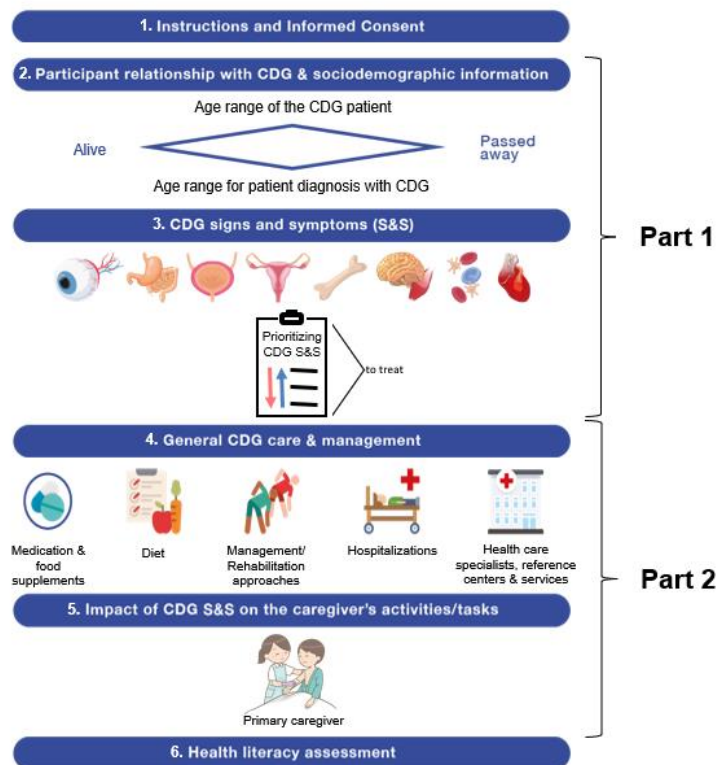 1. Instructions and Informed Consent
2. Participant relationship with CDG & sociodemographic information
Age range of the CDG patient
Alive
Passed
away
Age range for patient diagnosis with CDG
3. CDG signs and symptoms (S&S)
Part 1
Prioritizing
CDG S&S
to treat
4. General CDG care & management
Medication &
food
supplements
Diet
Management/
Rehabilitation
approaches
Hospitalizations
Health care
specialists, reference
centers & services
Part 2
5. Impact of CDG S&S on the caregiver's activities/tasks
Primary caregiver
6. Health literacy assessment